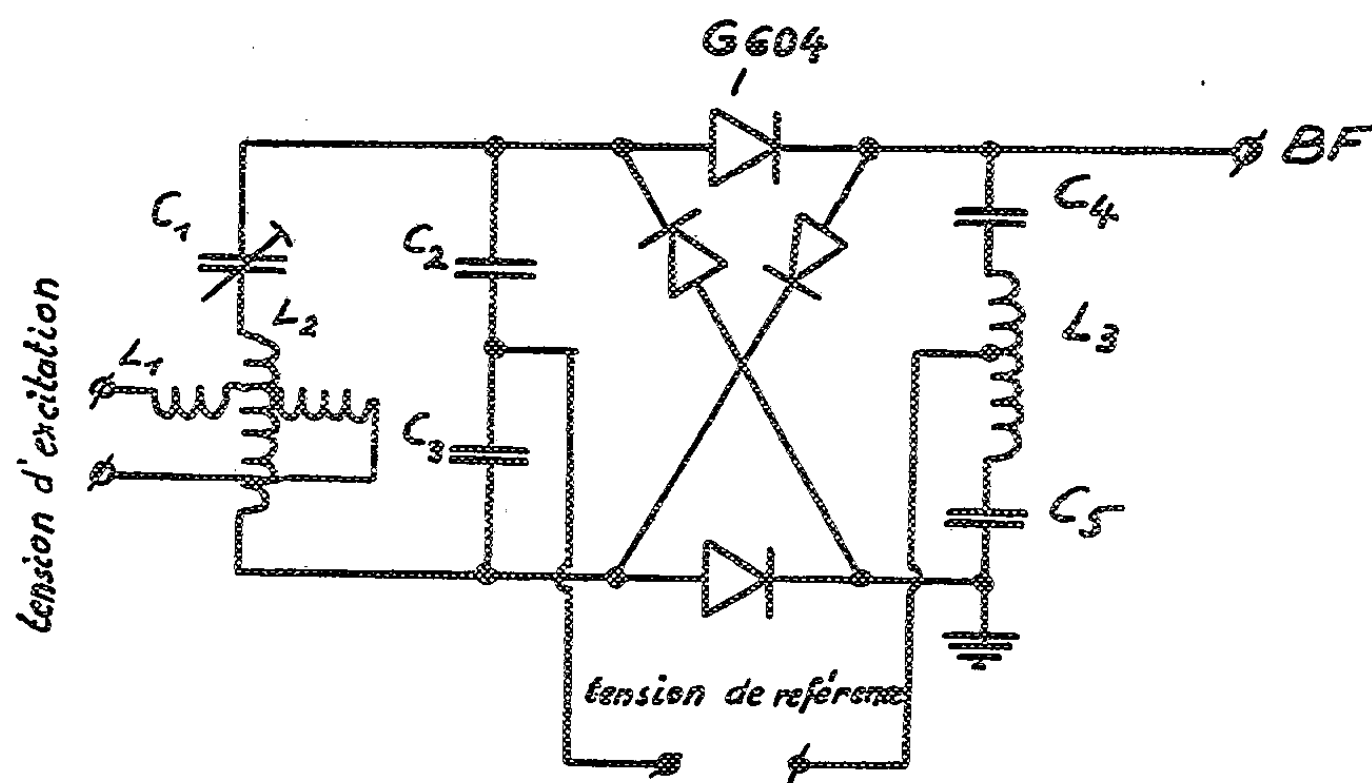 G604
BF
C1
C2
C4
L2
L3
L1
C3
C5
tension d'excitation
tension de référence